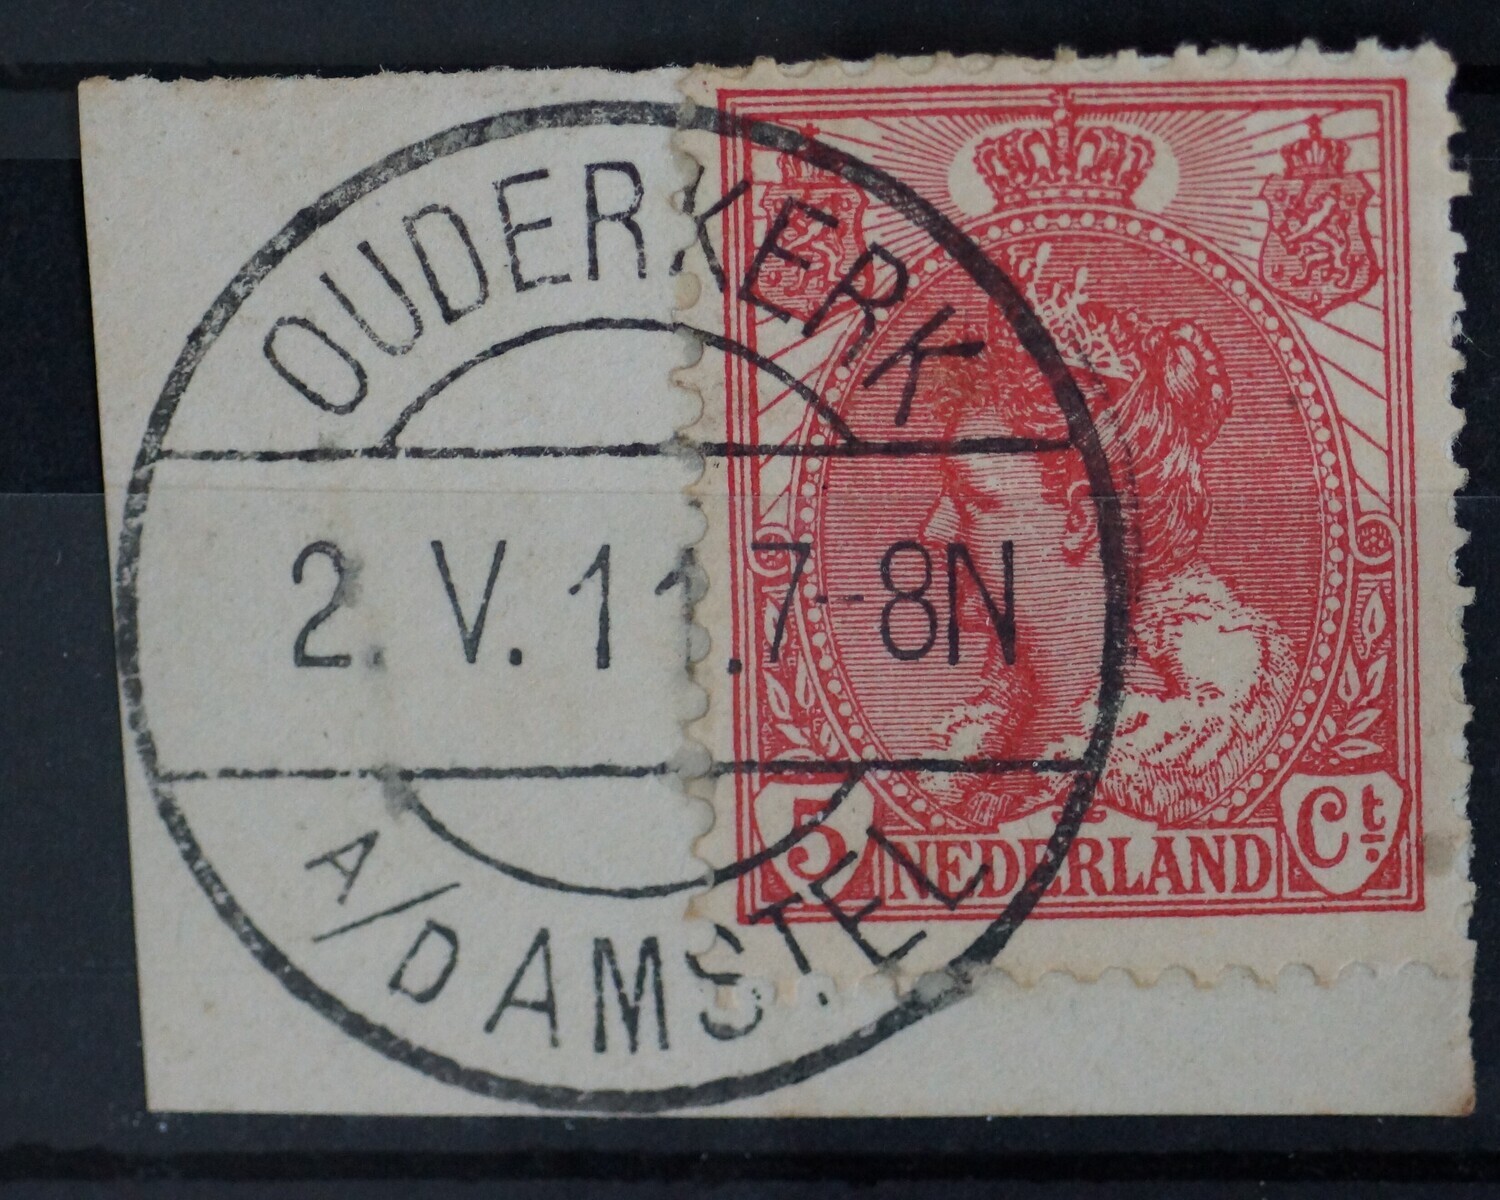 OUDERKERK
2.V.11.7-8N
A/D AMSTEL
5 NEDERLAND Ct.